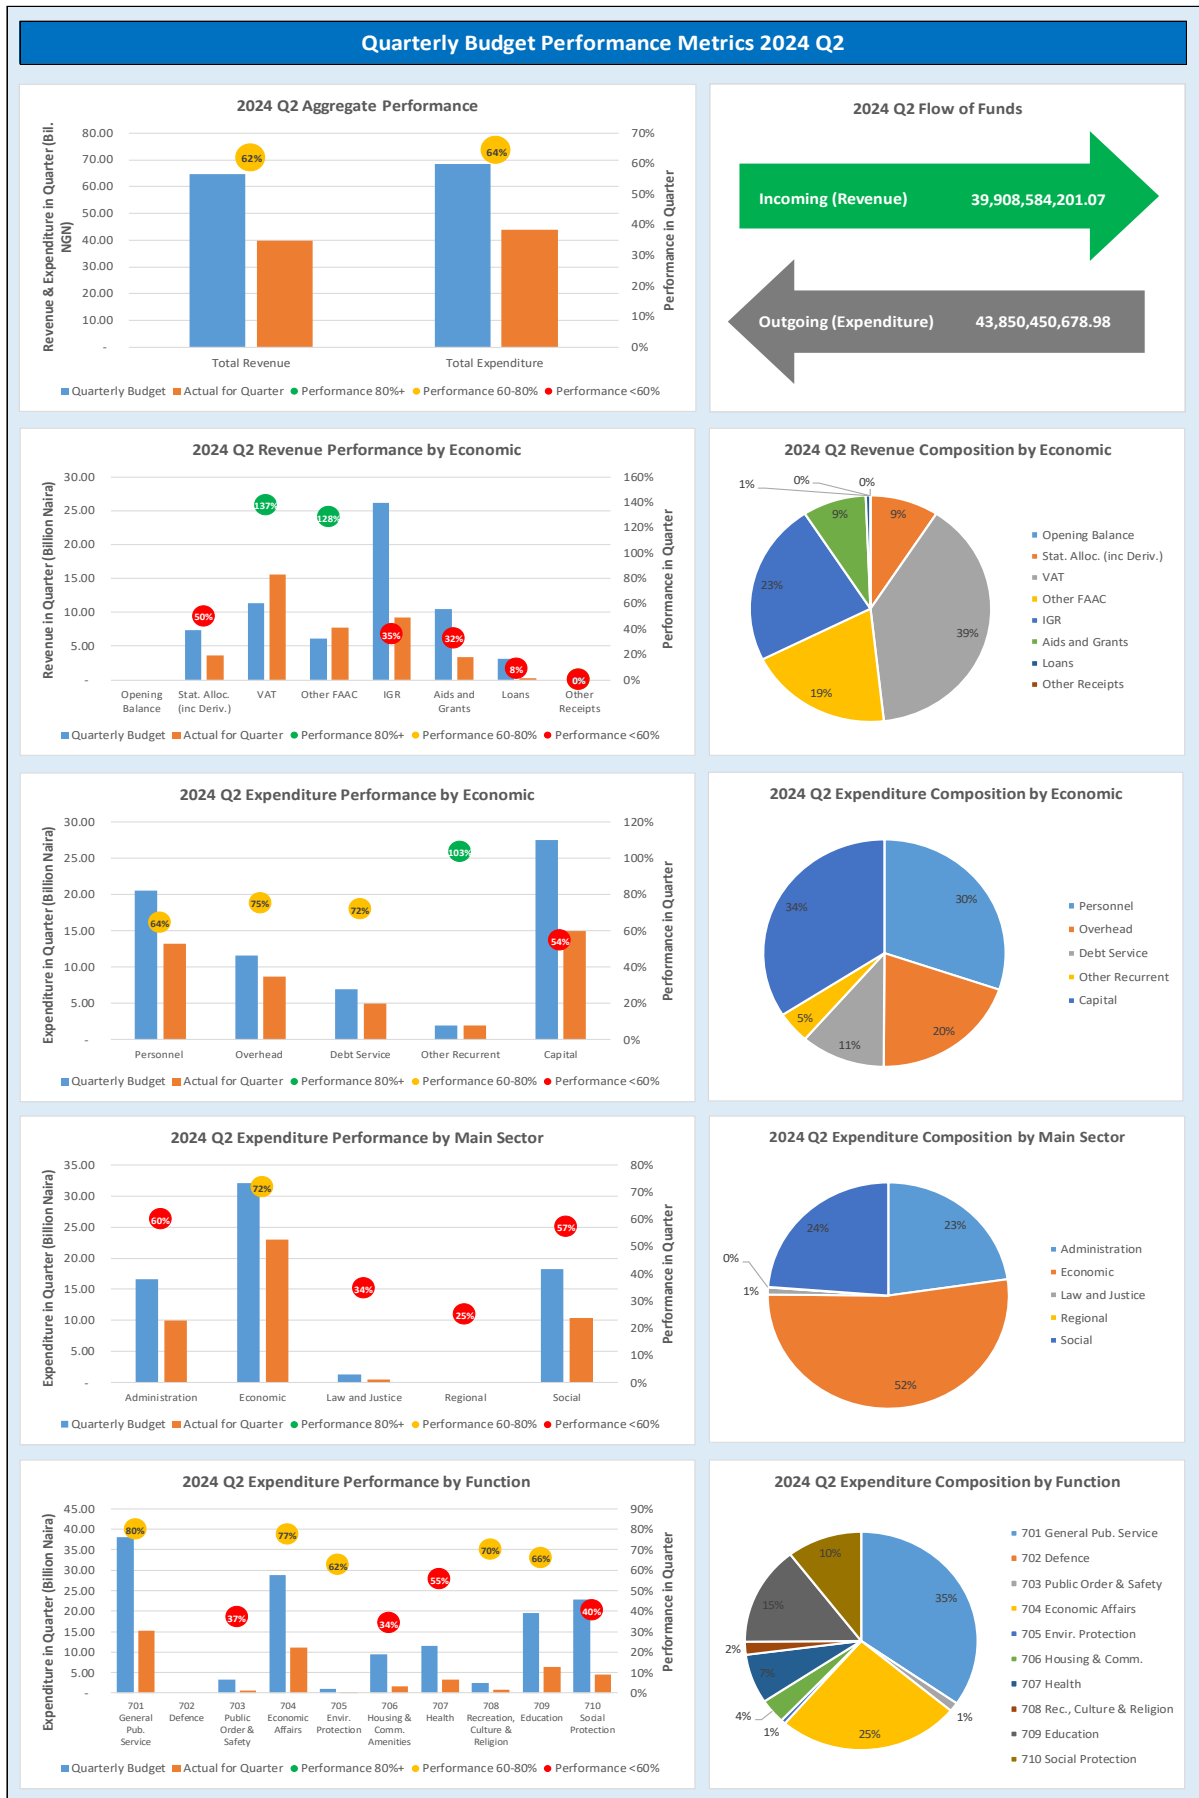 Quarterly Budget Performance Metrics 2024 Q2
2024 Q2 Aggregate Performance
Revenue & Expenditure in Quarter (Bil.
NGN)
80.00
70.00
60.00
50.00
40.00
30.00
20.00
10.00
-
62%
64%
70%
60%
50%
40%
30%
20%
10%
0%
Performance in Quarter
Total Revenue
Total Expenditure
Quarterly Budget
Actual for Quarter
Performance 80%+
Performance 60-80%
Performance <60%
2024 Q2 Flow of Funds
Incoming (Revenue) 39,908,584,201.07
Outgoing (Expenditure) 43,850,450,678.98
2024 Q2 Revenue Performance by Economic
Revenue in Quarter (Billion Naira)
30.00
25.00
20.00
15.00
10.00
5.00
-
50%
137%
128%
35%
32%
8%
0%
160%
140%
120%
100%
80%
60%
40%
20%
0%
Performance in Quarter
Opening
Balance
Stat. Alloc.
(inc Deriv.)
VAT
Other FAAC
IGR
Aids and
Grants
Loans
Other
Receipts
Quarterly Budget
Actual for Quarter
Performance 80%+
Performance 60-80%
Performance <60%
2024 Q2 Revenue Composition by Economic
1%
0%
0%
9%
9%
23%
39%
19%
Opening Balance
Stat. Alloc. (inc Deriv.)
VAT
Other FAAC
IGR
Aids and Grants
Loans
Other Receipts
2024 Q2 Expenditure Performance by Economic
Expenditure in Quarter (Billion Naira)
30.00
25.00
20.00
15.00
10.00
5.00
-
64%
75%
72%
103%
54%
120%
100%
80%
60%
40%
20%
0%
Performance in Quarter
Personnel
Overhead
Debt Service
Other Recurrent
Capital
Quarterly Budget
Actual for Quarter
Performance 80%+
Performance 60-80%
Performance <60%
2024 Q2 Expenditure Composition by Economic
34%
30%
5%
11%
20%
Personnel
Overhead
Debt Service
Other Recurrent
Capital
2024 Q2 Expenditure Performance by Main Sector
Expenditure in Quarter (Billion Naira)
35.00
30.00
25.00
20.00
15.00
10.00
5.00
-
60%
72%
34%
25%
57%
80%
70%
60%
50%
40%
30%
20%
10%
0%
Performance in Quarter
Administration
Economic
Law and Justice
Regional
Social
Quarterly Budget
Actual for Quarter
Performance 80%+
Performance 60-80%
Performance <60%
2024 Q2 Expenditure Composition by Main Sector
24%
23%
0%
1%
52%
Administration
Economic
Law and Justice
Regional
Social
2024 Q2 Expenditure Performance by Function
Expenditure in Quarter (Billion Naira)
45.00
40.00
35.00
30.00
25.00
20.00
15.00
10.00
5.00
-
80%
37%
77%
62%
34%
55%
70%
66%
40%
90%
80%
70%
60%
50%
40%
30%
20%
10%
0%
Performance in Quarter
701
General
Pub.
Service
702
Defence
703
Public
Order &
Safety
704
Economic
Affairs
705
Envir.
Protection
706
Housing &
Comm.
Amenities
707
Health
708
Recreation,
Culture &
Religion
709
Education
710
Social
Protection
Quarterly Budget
Actual for Quarter
Performance 80%+
Performance 60-80%
Performance <60%
2024 Q2 Expenditure Composition by Function
10%
35%
15%
2%
7%
4%
1%
25%
1%
701 General Pub. Service
702 Defence
703 Public Order & Safety
704 Economic Affairs
705 Envir. Protection
706 Housing & Comm.
707 Health
708 Rec., Culture & Religion
709 Education
710 Social Protection